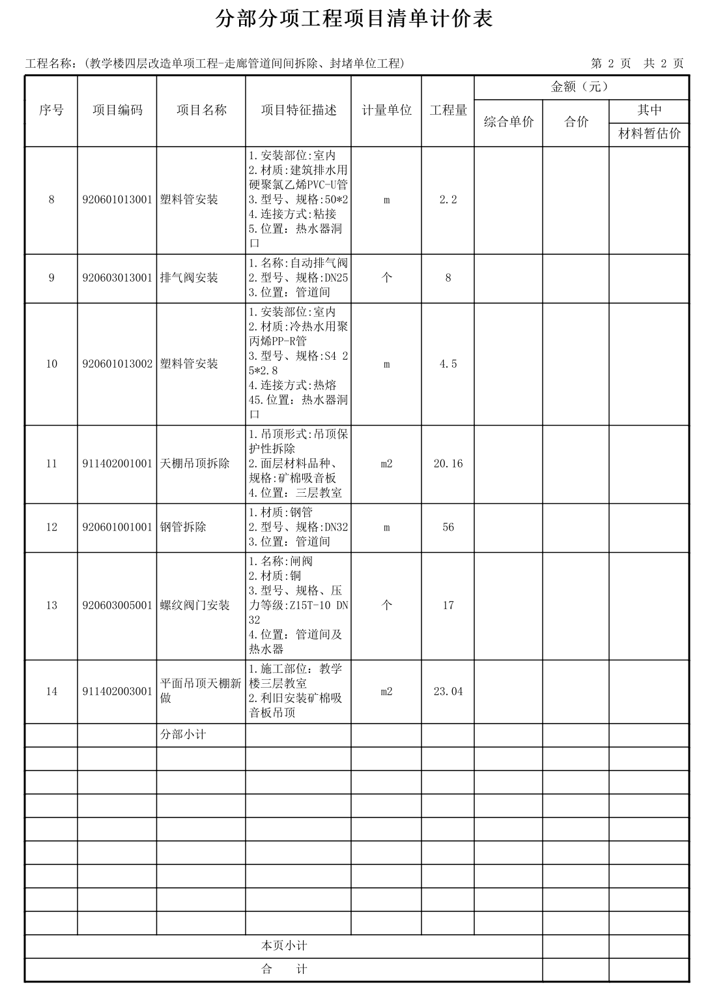 分部分项工程项目清单计价表
工程名称：(教学楼四层改造单项工程-走廊管道间间拆除、封堵单位工程)
第 2 页 共 2 页
序号 项目编码 项目名称 项目特征描述 计量单位 工程量 金额（元）
综合单价 合价 其中
材料暂估价
8 920601013001 塑料管安装
1.安装部位:室内
2.材质:建筑排水用
硬聚氯乙烯PVC-U管
3.型号、规格:50*2
4.连接方式:粘接
5.位置：热水器洞
口
m 2.2
9 920603013001 排气阀安装
1.名称:自动排气阀
2.型号、规格:DN25
3.位置：管道间
个 8
10 920601013002 塑料管安装
1.安装部位:室内
2.材质:冷热水用聚
丙烯PP-R管
3.型号、规格:S4 2
5*2.8
4.连接方式:热熔
45.位置：热水器洞
口
m 4.5
11 911402001001 天棚吊顶拆除
1.吊顶形式:吊顶保
护性拆除
2.面层材料品种、
规格:矿棉吸音板
4.位置：三层教室
m2 20.16
12 920601001001 钢管拆除
1.材质:钢管
2.型号、规格:DN32
3.位置：管道间
m 56
13 920603005001 螺纹阀门安装
1.名称:闸阀
2.材质:铜
3.型号、规格、压
力等级:Z15T-10 DN
32
4.位置：管道间及
热水器
个 17
14 911402003001 平面吊顶天棚新
做
1.施工部位：教学
楼三层教室
2.利旧安装矿棉吸
音板吊顶
m2 23.04
分部小计
本页小计
合 计